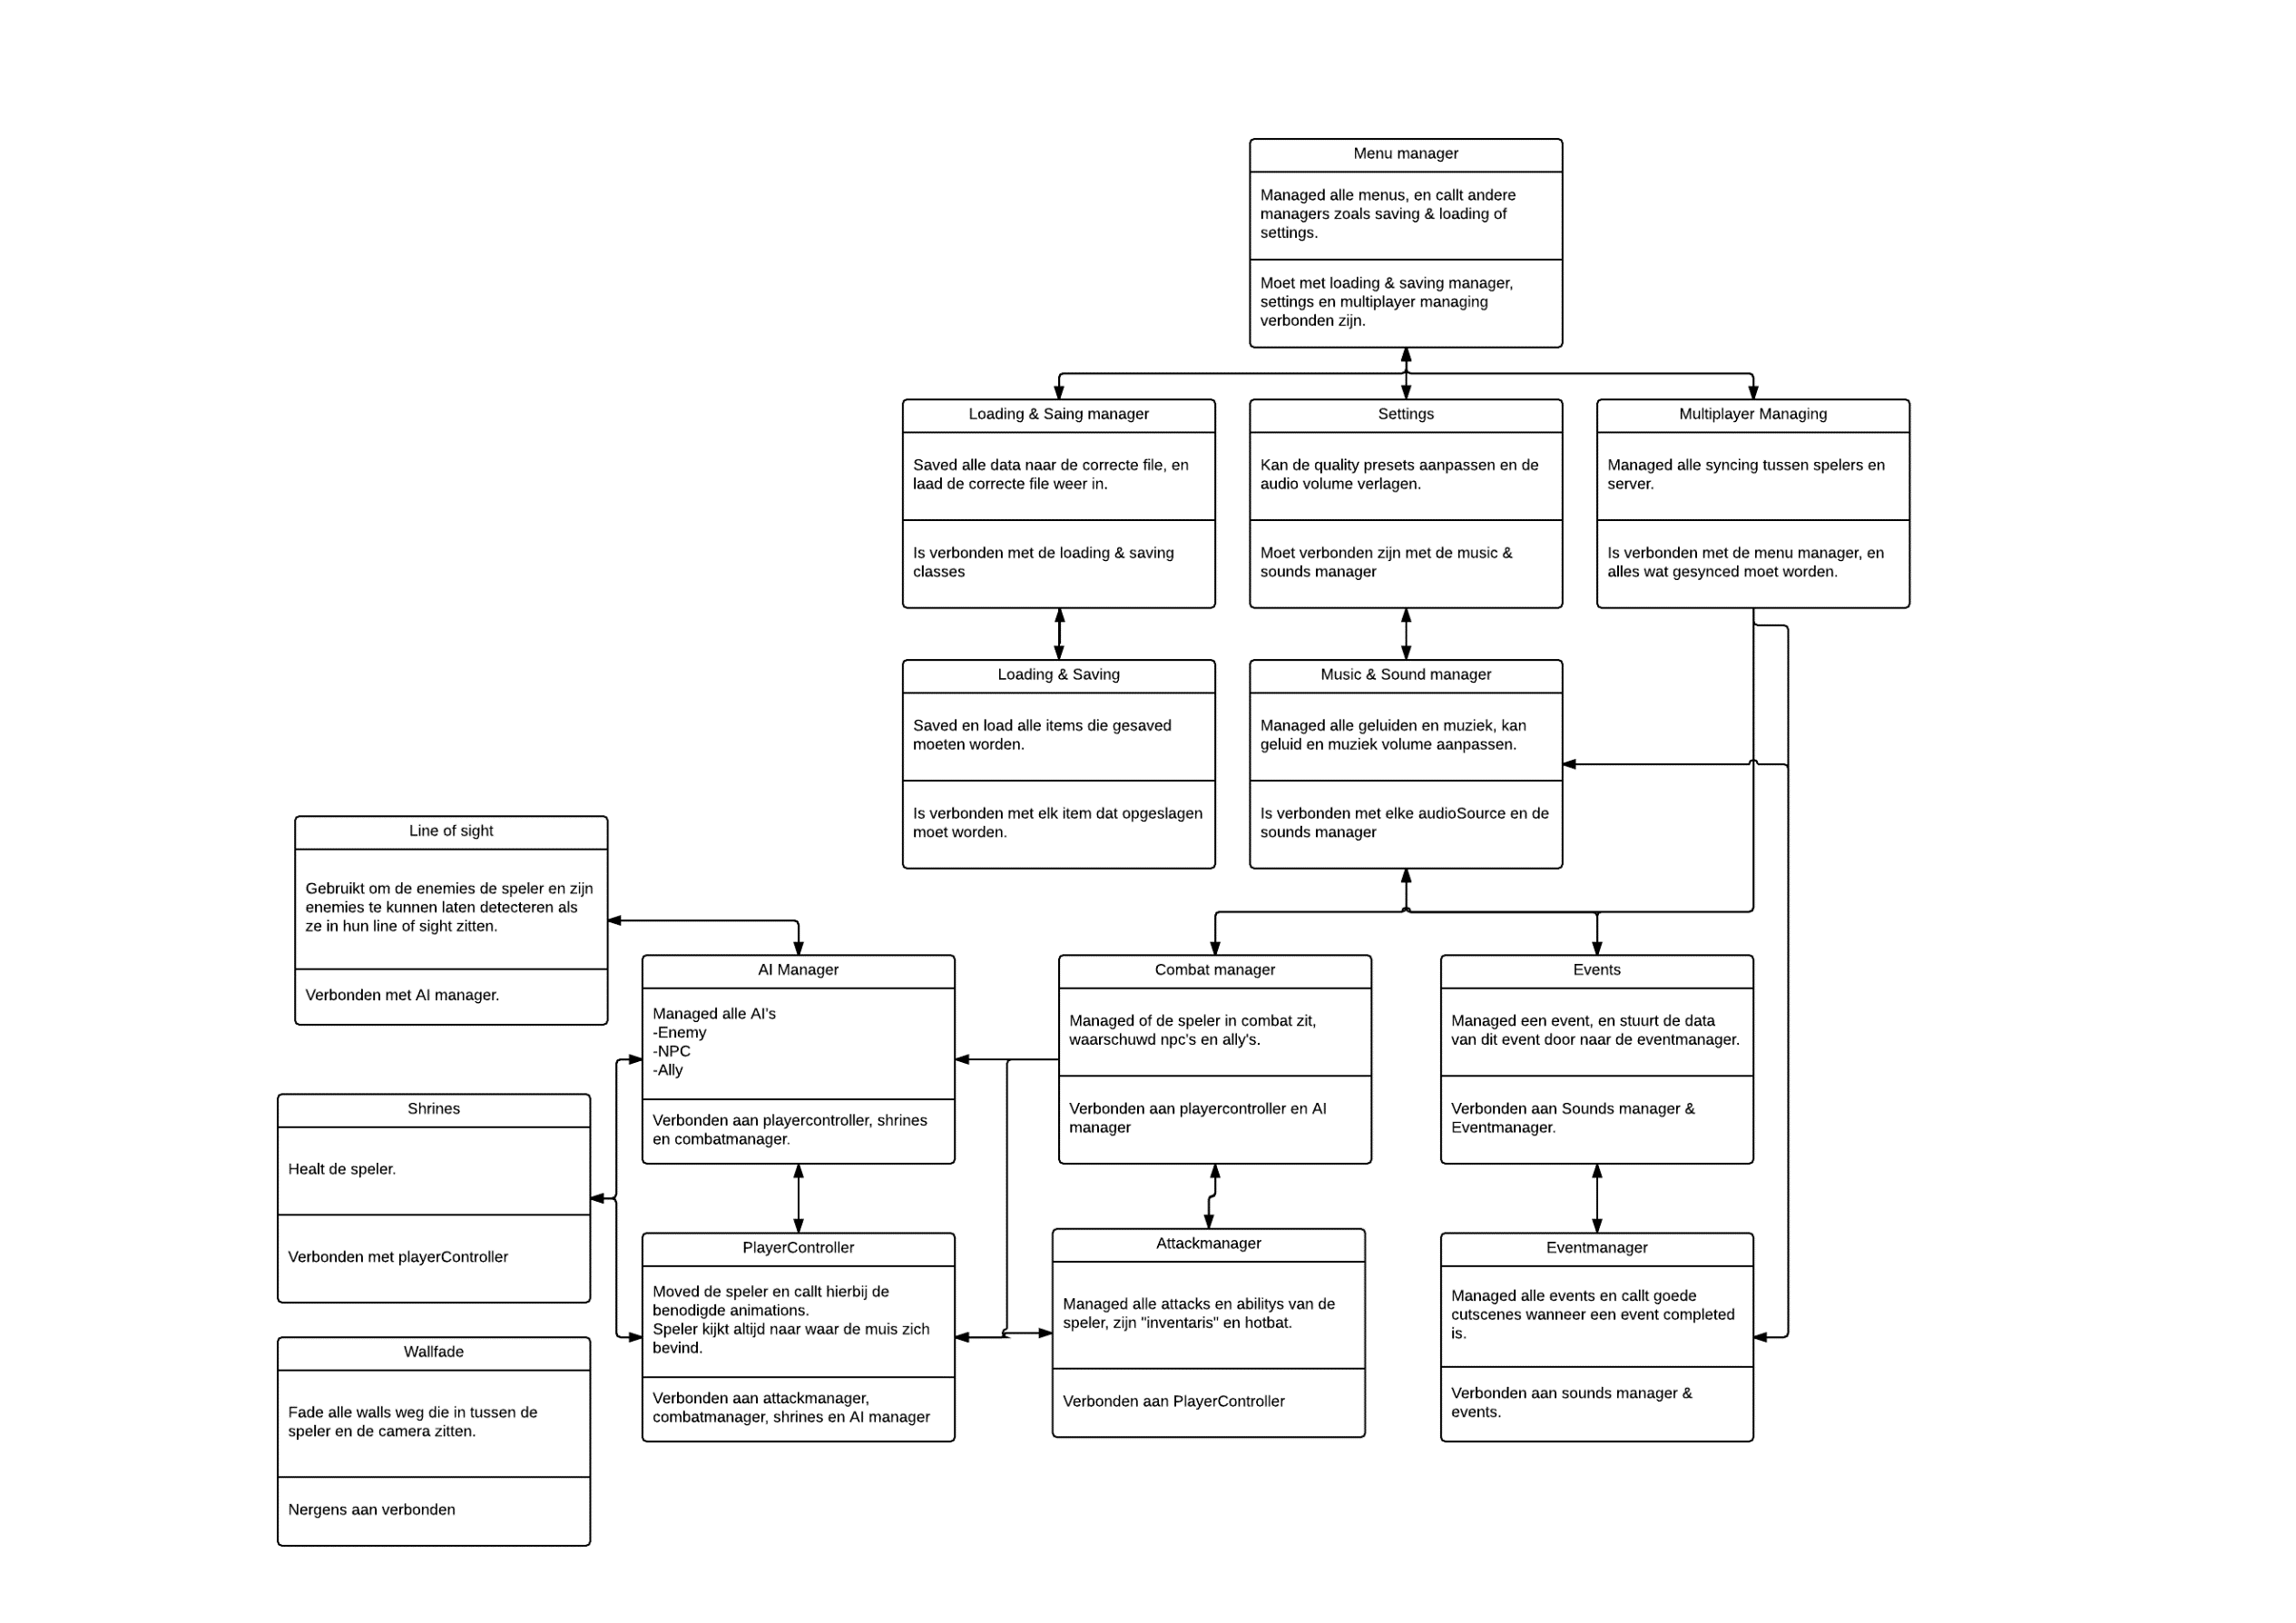 Menu manager
Managed alle menus, en callt andere
managers zoals saving & loading of
settings.
Moet met loading & saving manager,
settings en multiplayer managing
verbonden zijn.
Loading & Saing manager
Saved alle data naar de correcte file, en
laad de correcte file weer in.
Is verbonden met de loading & saving
classes
Settings
Kan de quality presets aanpassen en de
audio volume verlagen.
Moet verbonden zijn met de music &
sounds manager
Multiplayer Managing
Managed alle syncing tussen spelers en
server.
Is verbonden met de menu manager, en
alles wat gesynced moet worden.
Loading & Saving
Saved en load alle items die gesaved
moeten worden.
Is verbonden met elk item dat opgeslagen
moet worden.
Music & Sound manager
Managed alle geluiden en muziek, kan
geluid en muziek volume aanpassen.
Is verbonden met elke audioSource en de
sounds manager
Line of sight
Gebruikt om de enemies de speler en zijn
enemies te kunnen laten detecteren als
ze in hun line of sight zitten.
Verbonden met AI manager.
AI Manager
Managed alle AI's
-Enemy
-NPC
-Ally
Verbonden aan playercontroller, shrines
en combatmanager.
Combat manager
Managed of de speler in combat zit,
waarschuwd npc's en ally's.
Verbonden aan playercontroller en AI
manager
Events
Managed een event, en stuurt de data
van dit event door naar de eventmanager.
Verbonden aan Sounds manager &
Eventmanager.
Shrines
Healt de speler.
Verbonden met playerController
PlayerController
Moved de speler en callt hierbij de
benodigde animations.
Speler kijkt altijd naar waar de muis zich
bevind.
Verbonden aan attackmanager,
combatmanager, shrines en AI manager
Attackmanager
Managed alle attacks en abilitys van de
speler, zijn "inventaris" en hotbat.
Verbonden aan PlayerController
Eventmanager
Managed alle events en callt goede
cutscenes wanneer een event completed
is.
Verbonden aan sounds manager &
events.
Wallfade
Fade alle walls weg die in tussen de
speler en de camera zitten.
Nergens aan verbonden